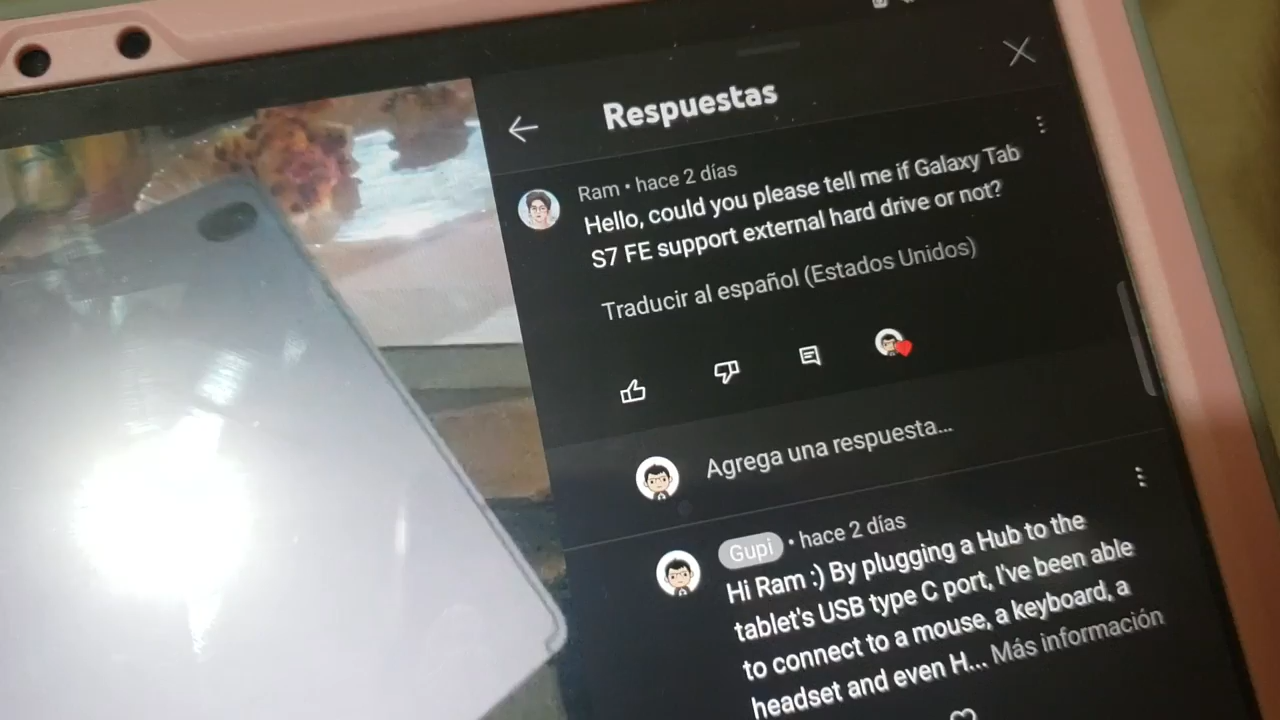 Respuestas
Ram • hace 2 días
Hello, could you please tell me if Galaxy Tab
S7 FE support external hard drive or not?
Traducir al español (Estados Unidos)
Agrega una respuesta...
Gupi • hace 2 días
Hi Ram :) By plugging a Hub to the
tablet's USB type C port, I've been able
to connect to a mouse, a keyboard, a
headset and even H... Más información